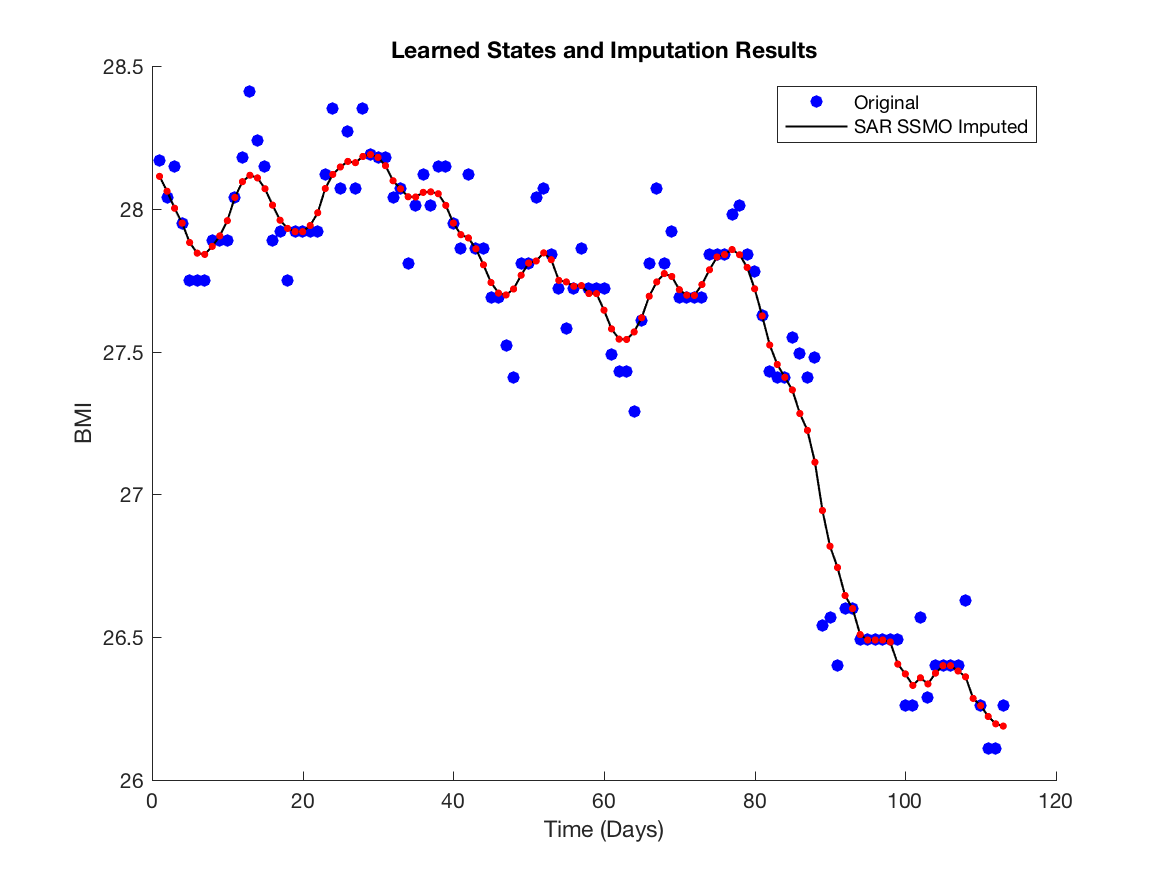 Learned States and Imputation Results
Original
SAR SSMO Imputed
BMI
28.5
28
27.5
27
26.5
26
0 20 40 60 80 100 120
Time (Days)